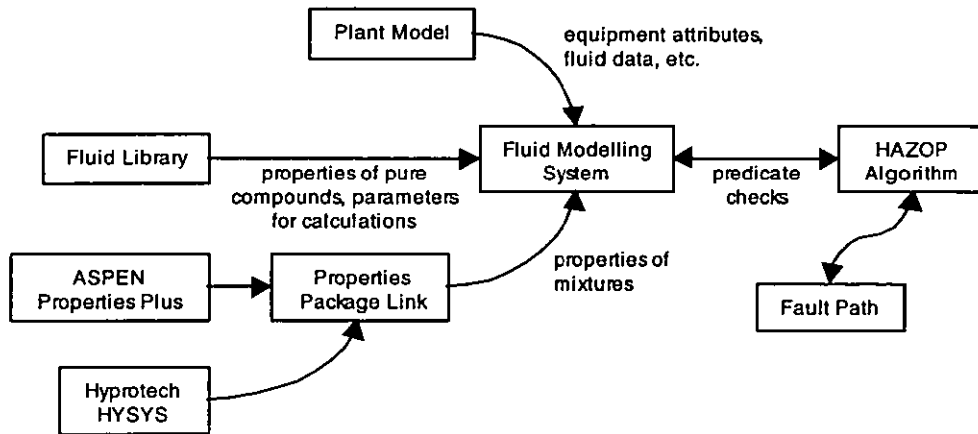 Plant Model
equipment attributes,
fluid data, etc.
Fluid Library
properties of pure
compounds, parameters
for calculations
Fluid Modelling
System
predicate
checks
HAZOP
Algorithm
ASPEN
Properties Plus
Properties
Package Link
properties of
mixtures
Fault Path
Hyprotech
HYSYS